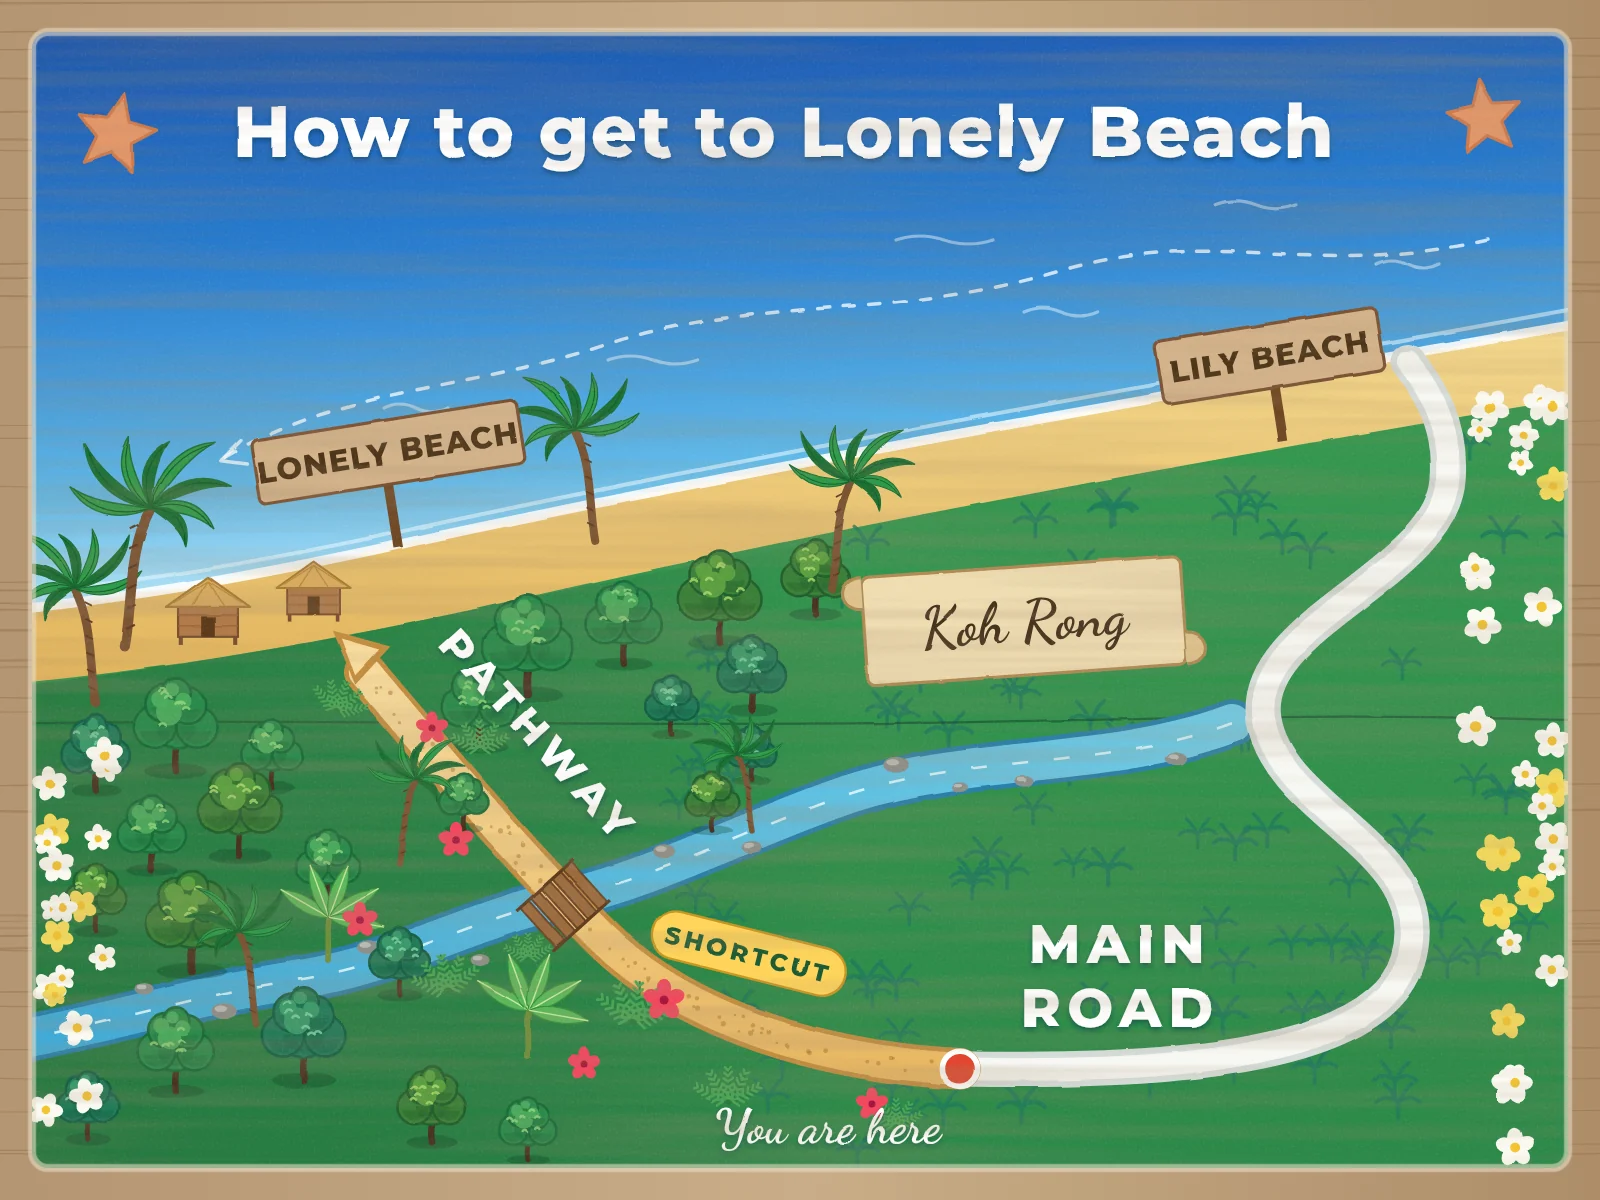 How to get to Lonely Beach
LILY BEACH
LONELY BEACH
Koh Rong
PATHWAY
SHORTCUT
MAIN
ROAD
You are here